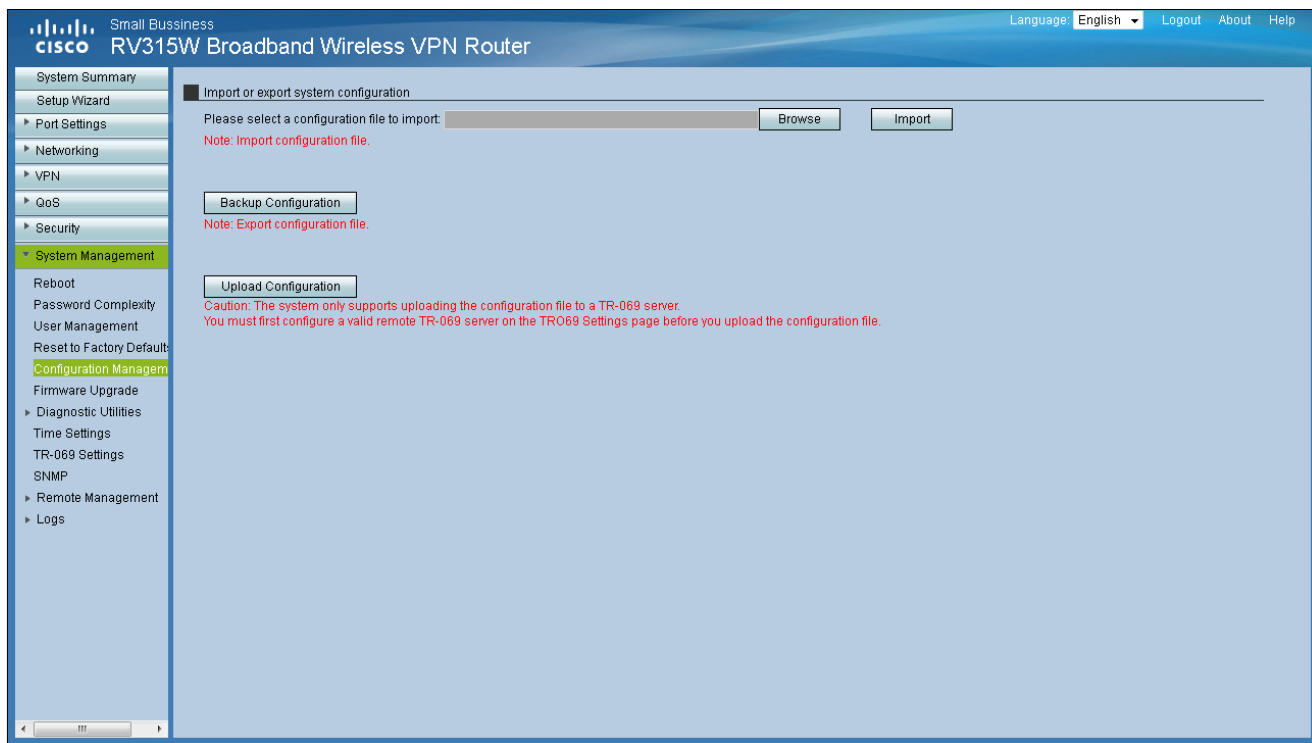 Small Bussiness
cisco RV315W Broadband Wireless VPN Router
Language: English Logout About Help
System Summary
Setup Wizard
Port Settings
Networking
VPN
QoS
Security
System Management
Reboot
Password Complexity
User Management
Reset to Factory Default
Configuration Managem
Firmware Upgrade
Diagnostic Utilities
Time Settings
TR-069 Settings
SNMP
Remote Management
Logs
Import or export system configuration
Please select a configuration file to import: Browse Import
Note: Import configuration file.
Backup Configuration
Note: Export configuration file.
Upload Configuration
Caution: The system only supports uploading the configuration file to a TR-069 server.
You must first configure a valid remote TR-069 server on the TRO69 Settings page before you upload the configuration file.